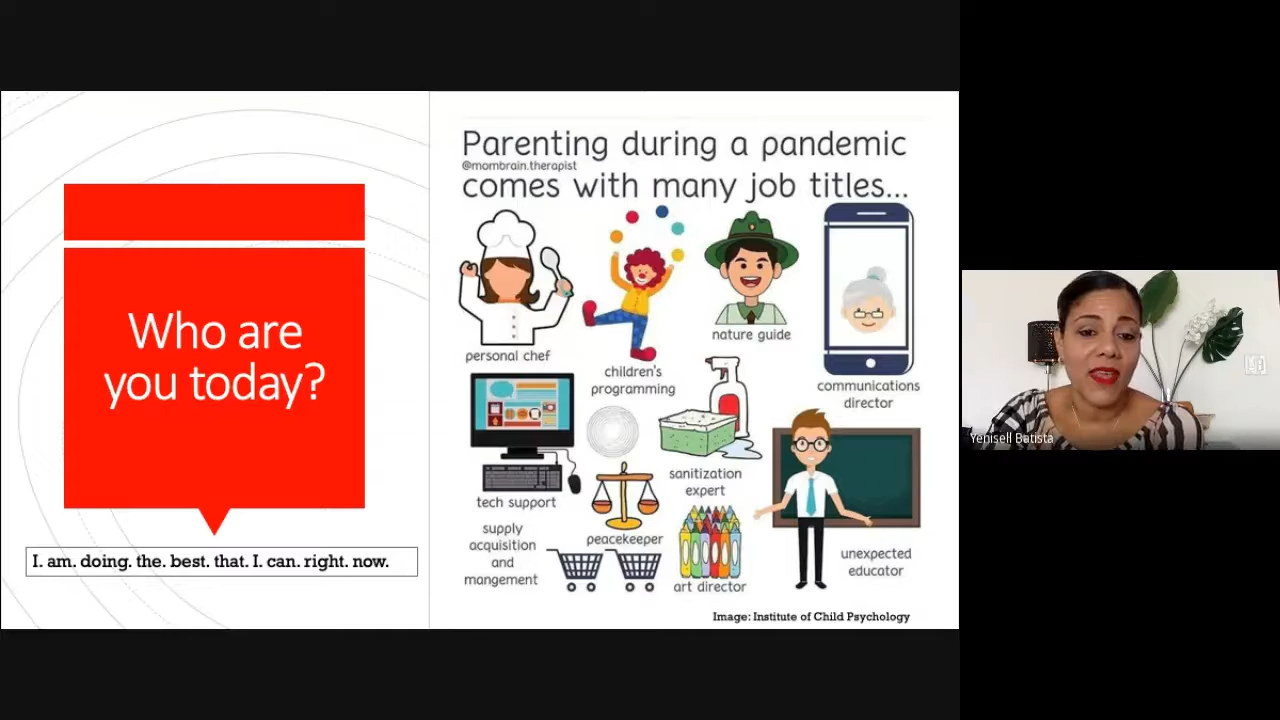 Who are
you today?
I. am. doing. the. best. that. I. can. right. now.
Parenting during a pandemic
@mombrain.therapist
comes with many job titles...
personal chef
children's
programming
nature guide
communications
director
tech support
sanitization
expert
supply
acquisition
and
mangement
peacekeeper
art director
unexpected
educator
Image: Institute of Child Psychology
Yenisell Batista